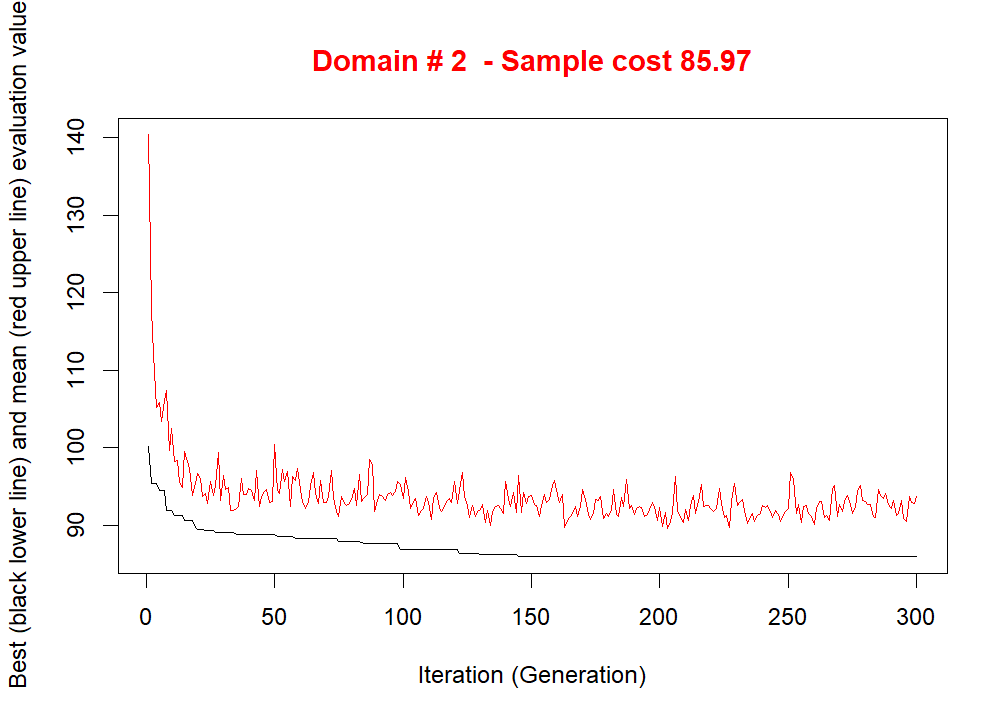 Domain # 2  - Sample cost 85.97
Best (black lower line) and mean (red upper line) evaluation value
140
130
120
110
100
90
0 50 100 150 200 250 300
Iteration (Generation)